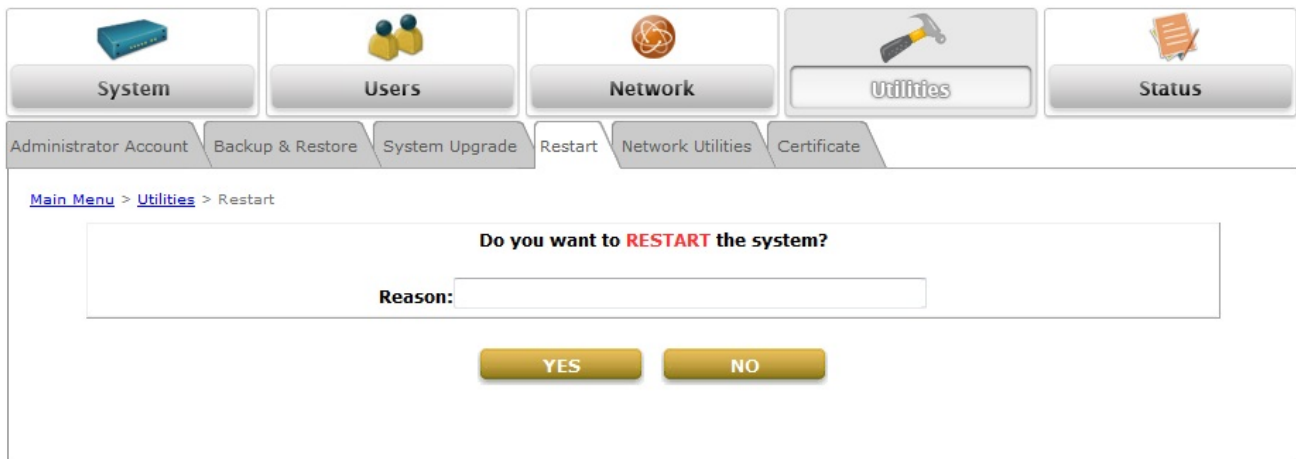 System Users Network Utilities Status
Administrator Account Backup & Restore System Upgrade Restart Network Utilities Certificate
Main Menu > Utilities > Restart
Do you want to RESTART the system?
Reason:
YES NO